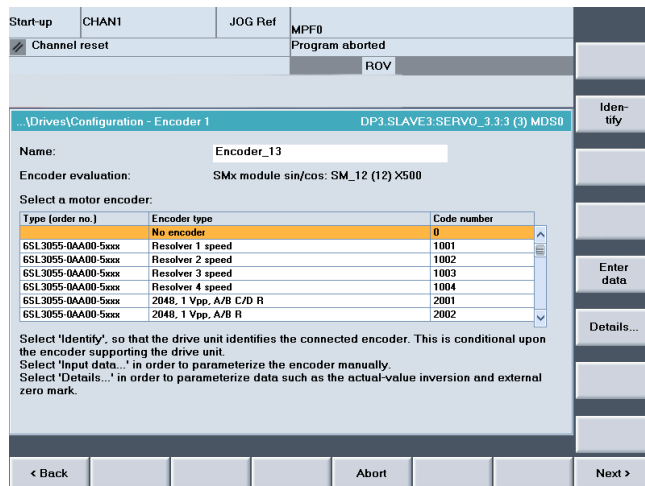 Start-up CHAN1 JOG Ref MPF0
Channel reset Program aborted
ROV
...\Drives\Configuration - Encoder 1 DP3.SLAVE3:SERVO_3.3:3 (3) MDS0
Iden-
tify
Name: Encoder_13
Encoder evaluation: SMx module sin/cos: SM_12 (12) X500
Select a motor encoder:
Type (order no.) Encoder type Code number
No encoder 0
6SL3055-0AA00-5xxx Resolver 1 speed 1001
6SL3055-0AA00-5xxx Resolver 2 speed 1002
6SL3055-0AA00-5xxx Resolver 3 speed 1003
6SL3055-0AA00-5xxx Resolver 4 speed 1004
6SL3055-0AA00-5xxx 2048, 1 Vpp, A/B C/D R 2001
6SL3055-0AA00-5xxx 2048, 1 Vpp, A/B R 2002
Enter
data
Details...
Select 'Identify', so that the drive unit identifies the connected encoder. This is conditional upon
the encoder supporting the drive unit.
Select 'Input data...' in order to parameterize the encoder manually.
Select 'Details...' in order to parameterize data such as the actual-value inversion and external
zero mark.
< Back Abort Next >